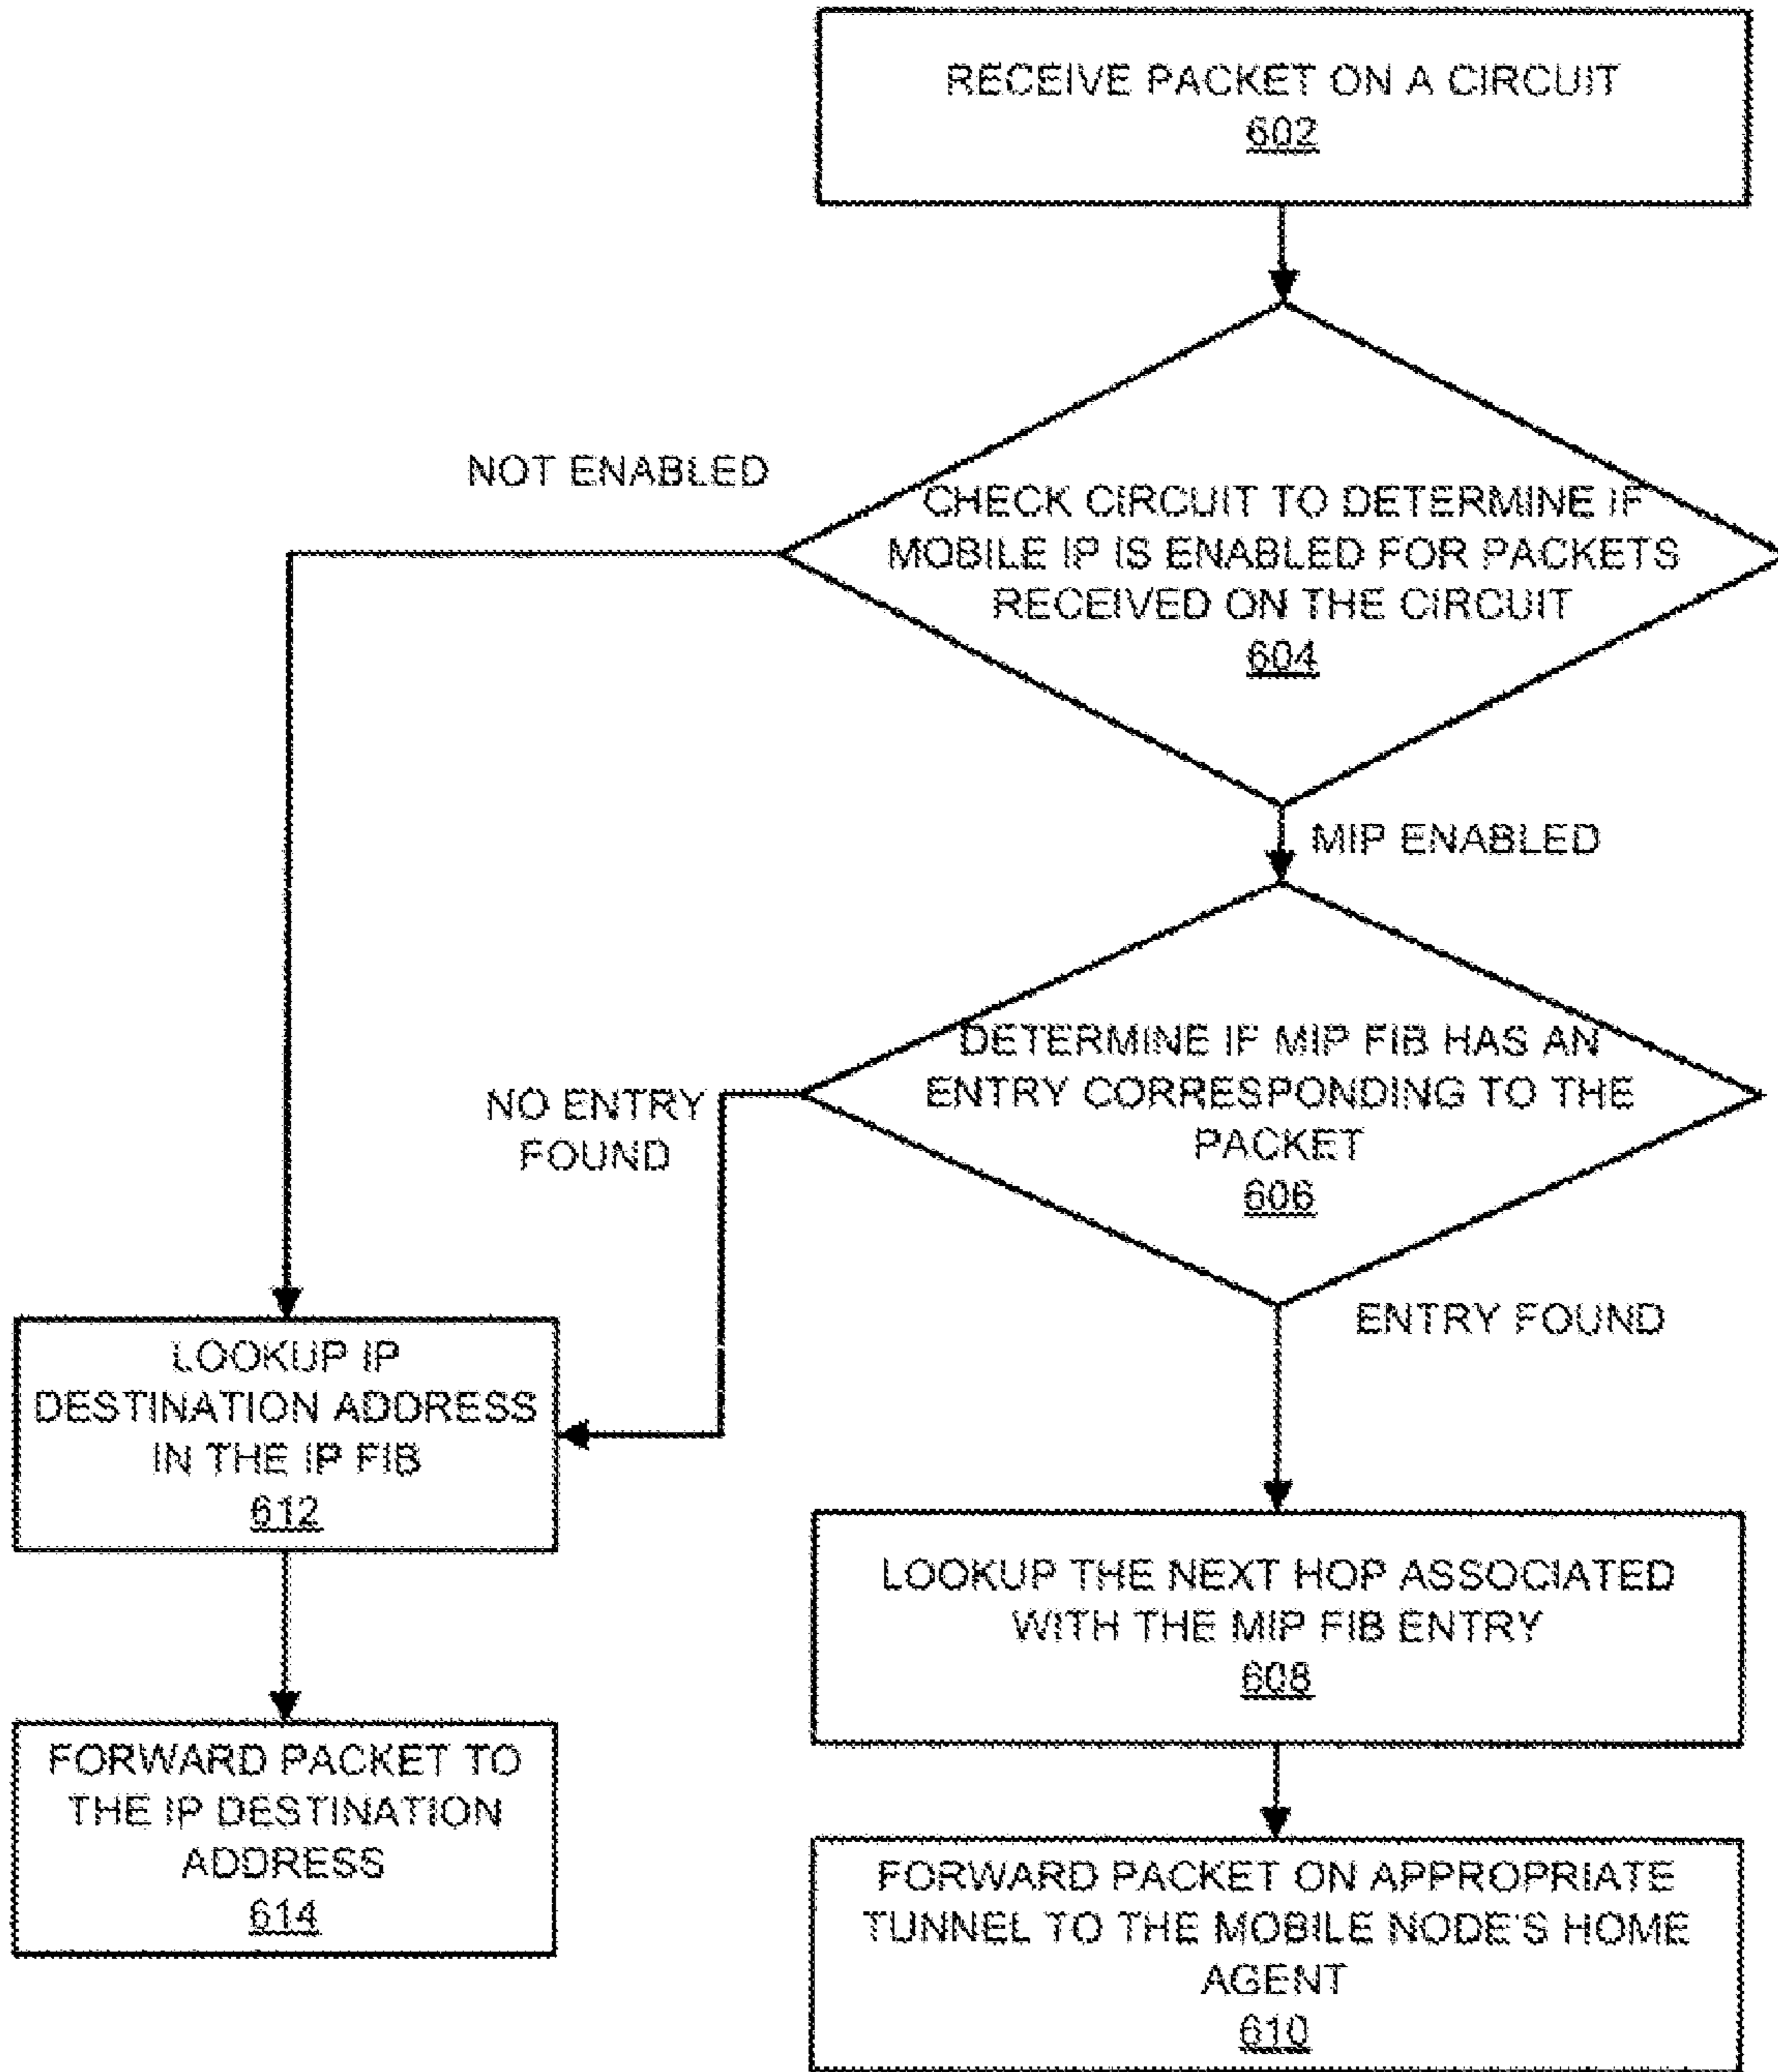 RECEIVE PACKET ON A CIRCUIT
602
NOT ENABLED
CHECK CIRCUIT TO DETERMINE IF
MOBILE IP IS ENABLED FOR PACKETS
RECEIVED ON THE CIRCUIT
604
MIP ENABLED
DETERMINE IF MIP FIB HAS AN
ENTRY CORRESPONDING TO THE
PACKET
606
NO ENTRY
FOUND
ENTRY FOUND
LOOKUP IP
DESTINATION ADDRESS
IN THE IP FIB
612
LOOKUP THE NEXT HOP ASSOCIATED
WITH THE MIP FIB ENTRY
608
FORWARD PACKET TO
THE IP DESTINATION
ADDRESS
614
FORWARD PACKET ON APPROPRIATE
TUNNEL TO THE MOBILE NODE'S HOME
AGENT
610